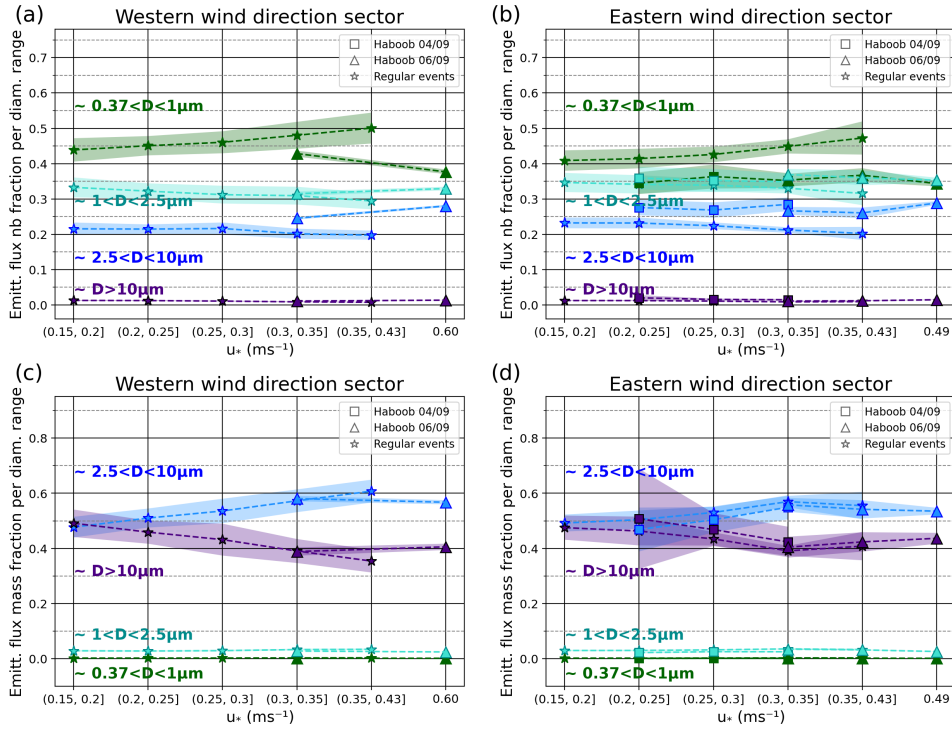 (a)
Western wind direction sector
Emitt. flux nb fraction per diam. range
0.7
0.6
0.5
0.4
0.3
0.2
0.1
0.0
Haboob 04/09
Haboob 06/09
Regular events
~ 0.37<D<1µm
~ 1<D<2.5µm
~ 2.5<D<10µm
~ D>10µm
(0.15, 0.2] (0.2, 0.25] (0.25, 0.3] (0.3, 0.35] (0.35, 0.43] 0.60
u* (ms⁻¹)
(b)
Eastern wind direction sector
Emitt. flux nb fraction per diam. range
0.7
0.6
0.5
0.4
0.3
0.2
0.1
0.0
Haboob 04/09
Haboob 06/09
Regular events
~ 0.37<D<1µm
~ 1<D<2.5µm
~ 2.5<D<10µm
~ D>10µm
(0.15, 0.2] (0.2, 0.25] (0.25, 0.3] (0.3, 0.35] (0.35, 0.43] 0.49
u* (ms⁻¹)
(c)
Western wind direction sector
Emitt. flux mass fraction per diam. range
0.8
0.6
0.4
0.2
0.0
Haboob 04/09
Haboob 06/09
Regular events
~ 2.5<D<10µm
~ D>10µm
~ 1<D<2.5µm
~ 0.37<D<1µm
(0.15, 0.2] (0.2, 0.25] (0.25, 0.3] (0.3, 0.35] (0.35, 0.43] 0.60
u* (ms⁻¹)
(d)
Eastern wind direction sector
Emitt. flux mass fraction per diam. range
0.8
0.6
0.4
0.2
0.0
Haboob 04/09
Haboob 06/09
Regular events
~ 2.5<D<10µm
~ D>10µm
~ 1<D<2.5µm
~ 0.37<D<1µm
(0.15, 0.2] (0.2, 0.25] (0.25, 0.3] (0.3, 0.35] (0.35, 0.43] 0.49
u* (ms⁻¹)